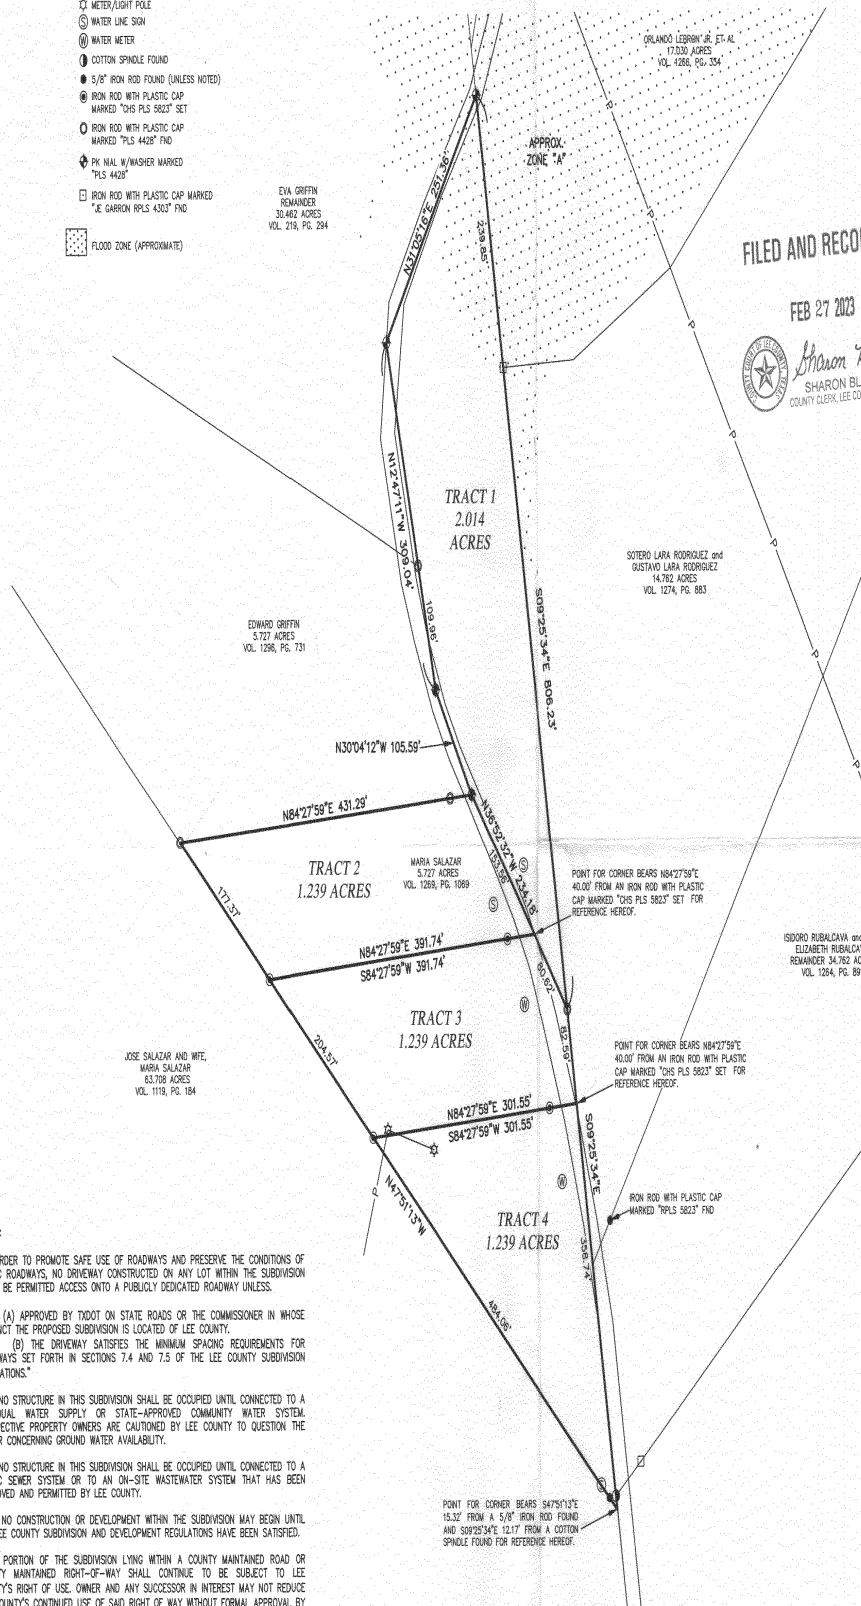 METER/LIGHT POLE
S WATER LINE SIGN
W WATER METER
COTTON SPINDLE FOUND
5/8" IRON ROD FOUND (UNLESS NOTED)
IRON ROD WITH PLASTIC CAP
MARKED "CHS PLS 5823" SET
IRON ROD WITH PLASTIC CAP
MARKED "PLS 4428" FND
PK NIAL W/WASHER MARKED
"PLS 4428"
IRON ROD WITH PLASTIC CAP MARKED
"JE GARRON RPLS 4303" FND
FLOOD ZONE (APPROXIMATE)
ORLANDO LEBRON JR. ET AL
17.030 ACRES
VOL. 4266, PG. 354
APPROX.
ZONE "A"
EVA GRIFFIN
REMAINDER
30.462 ACRES
VOL. 219, PG. 294
N31°05'16"E 251.36'
239.85'
FILED AND RECO
FEB 27 2023
COUNTY COURT OF LEE COUNTY, TEXAS
Sharon
SHARON BL
COUNTY CLERK, LEE CO
P
P
P
P
P
P
P
N12°47'11"W 309.04'
TRACT 1
2.014
ACRES
109.96'
S09°25'34"E 806.23'
SOTERO LARA RODRIGUEZ and
GUSTAVO LARA RODRIGUEZ
14.762 ACRES
VOL. 1274, PG. 883
EDWARD GRIFFIN
5.727 ACRES
VOL. 1298, PG. 731
N30°04'12"W 105.59'
N84°27'59"E 431.29'
N36°52'32"W 234.18'
153.56'
TRACT 2
1.239 ACRES
MARIA SALAZAR
5.727 ACRES
VOL. 1269, PG. 1069
S
S
177.37'
POINT FOR CORNER BEARS N84°27'59"E
40.00' FROM AN IRON ROD WITH PLASTIC
CAP MARKED "CHS PLS 5823" SET FOR
REFERENCE HEREOF.
N84°27'59"E 391.74'
S84°27'59"W 391.74'
80.62'
ISIDORO RUBALCAVA an
ELIZABETH RUBALCA
REMAINDER 34.762 AC
VOL. 1264, PG. 89
W
TRACT 3
1.239 ACRES
204.57'
82.59'
POINT FOR CORNER BEARS N84°27'59"E
40.00' FROM AN IRON ROD WITH PLASTIC
CAP MARKED "CHS PLS 5823" SET FOR
REFERENCE HEREOF.
JOSE SALAZAR AND WIFE,
MARIA SALAZAR
63.708 ACRES
VOL. 1119, PG. 184
N84°27'59"E 301.55'
S84°27'59"W 301.55'
S09°25'34"E
W
P
N47°51'13"W
IRON ROD WITH PLASTIC CAP
MARKED "RPLS 5823" FND
TRACT 4
1.239 ACRES
358.74'
484.06'
:
RDER TO PROMOTE SAFE USE OF ROADWAYS AND PRESERVE THE CONDITIONS OF
C ROADWAYS, NO DRIVEWAY CONSTRUCTED ON ANY LOT WITHIN THE SUBDIVISION
BE PERMITTED ACCESS ONTO A PUBLICLY DEDICATED ROADWAY UNLESS.
(A) APPROVED BY TXDOT ON STATE ROADS OR THE COMMISSIONER IN WHOSE
NCT THE PROPOSED SUBDIVISION IS LOCATED OF LEE COUNTY.
(B) THE DRIVEWAY SATISFIES THE MINIMUM SPACING REQUIREMENTS FOR
WAYS SET FORTH IN SECTIONS 7.4 AND 7.5 OF THE LEE COUNTY SUBDIVISION
ATIONS."
NO STRUCTURE IN THIS SUBDIVISION SHALL BE OCCUPIED UNTIL CONNECTED TO A
DUAL WATER SUPPLY OR STATE-APPROVED COMMUNITY WATER SYSTEM.
PECTIVE PROPERTY OWNERS ARE CAUTIONED BY LEE COUNTY TO QUESTION THE
R CONCERNING GROUND WATER AVAILABILITY.
NO STRUCTURE IN THIS SUBDIVISION SHALL BE OCCUPIED UNTIL CONNECTED TO A
C SEWER SYSTEM OR TO AN ON-SITE WASTEWATER SYSTEM THAT HAS BEEN
OVED AND PERMITTED BY LEE COUNTY.
NO CONSTRUCTION OR DEVELOPMENT WITHIN THE SUBDIVISION MAY BEGIN UNTIL
EE COUNTY SUBDIVISION AND DEVELOPMENT REGULATIONS HAVE BEEN SATISFIED.
PORTION OF THE SUBDIVISION LYING WITHIN A COUNTY MAINTAINED ROAD OR
TY MAINTAINED RIGHT-OF-WAY SHALL CONTINUE TO BE SUBJECT TO LEE
TY'S RIGHT OF USE. OWNER AND ANY SUCCESSOR IN INTEREST MAY NOT REDUCE
OUNTY'S CONTINUED USE OF SAID RIGHT OF WAY WITHOUT FORMAL APPROVAL BY
POINT FOR CORNER BEARS S47°51'13"E
15.32' FROM A 5/8" IRON ROD FOUND
AND S09°25'34"E 12.17' FROM A COTTON
SPINDLE FOUND FOR REFERENCE HEREOF.